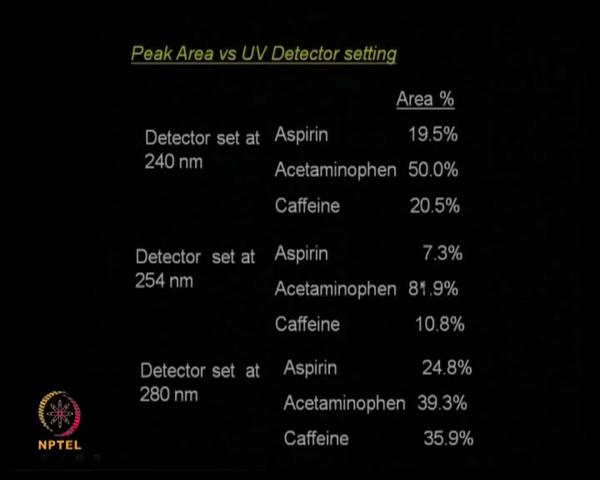 Peak Area vs UV Detector setting
Area %
Detector set at 240 nm
Aspirin 19.5%
Acetaminophen 50.0%
Caffeine 20.5%
Detector set at 254 nm
Aspirin 7.3%
Acetaminophen 81.9%
Caffeine 10.8%
Detector set at 280 nm
Aspirin 24.8%
Acetaminophen 39.3%
Caffeine 35.9%
NPTEL